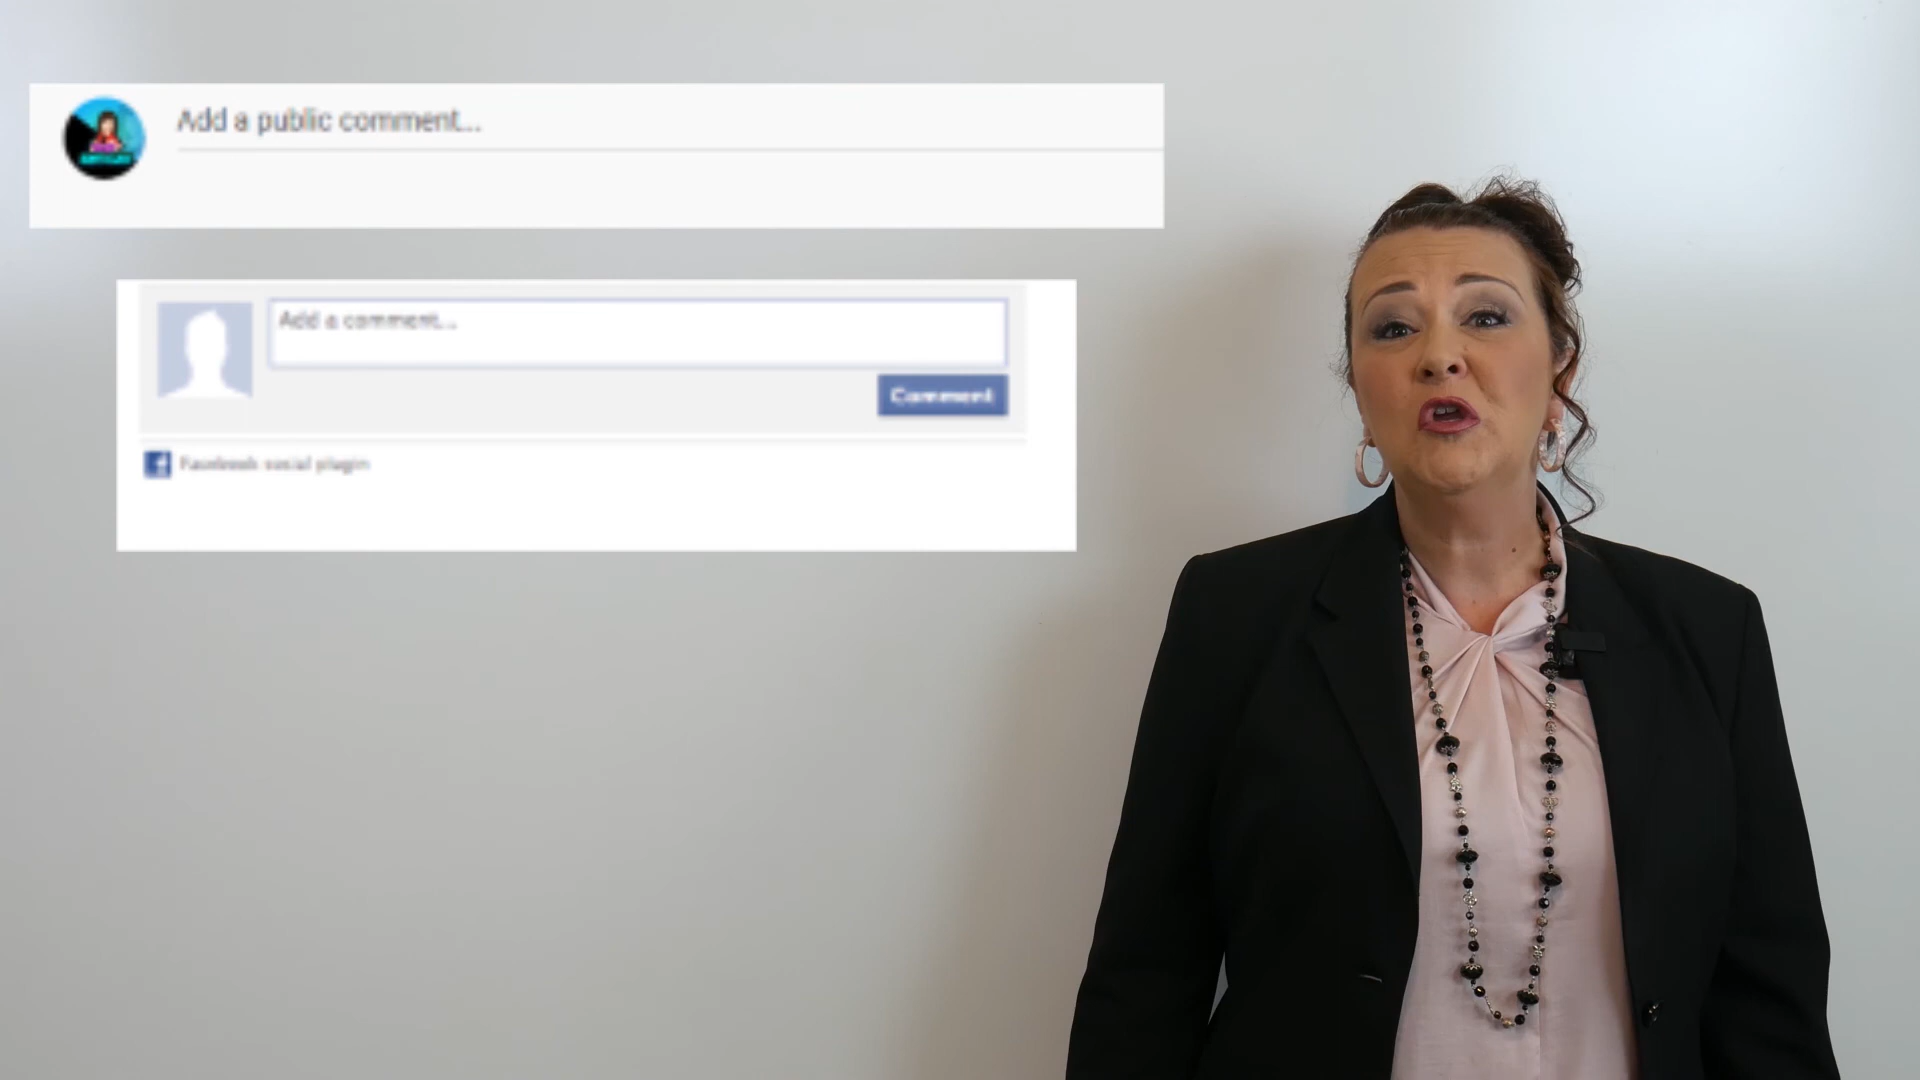 Add a public comment...
Add a comment...
Comment
Facebook social plugin